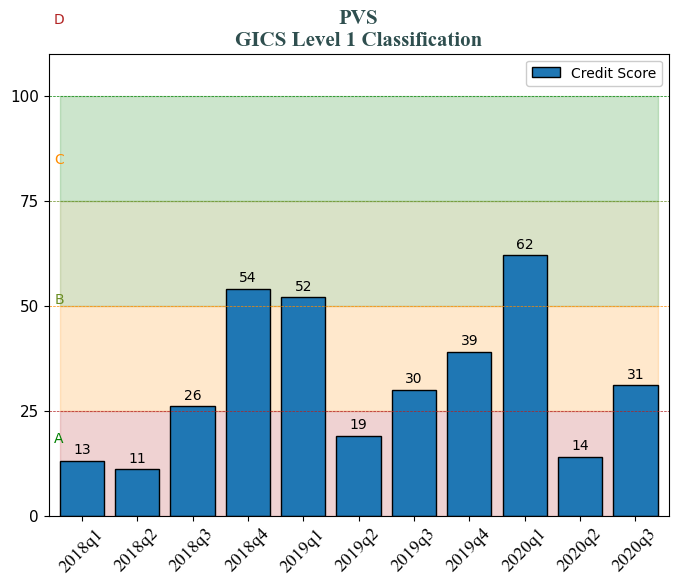 D
PVS
GICS Level 1 Classification
Credit Score
100
C
75
62
B
54
52
50
39
31
30
26
25
19
A
13
14
11
0
2018q1
2018q2
2018q3
2018q4
2019q1
2019q2
2019q3
2019q4
2020q1
2020q2
2020q3